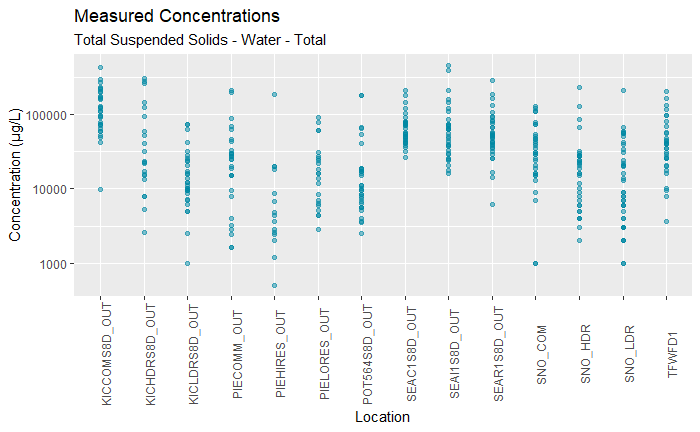 Measured Concentrations
Total Suspended Solids - Water - Total
Concentration (µg/L)
100000
10000
1000
KICCOMS8D_OUT
KICHDRS8D_OUT
KICLDRS8D_OUT
PIECOMM_OUT
PIEHIRES_OUT
PIELORES_OUT
POT564S8D_OUT
SEAC1S8D_OUT
SEAI1S8D_OUT
SEAR1S8D_OUT
SNO_COM
SNO_HDR
SNO_LDR
TFWFD1
Location